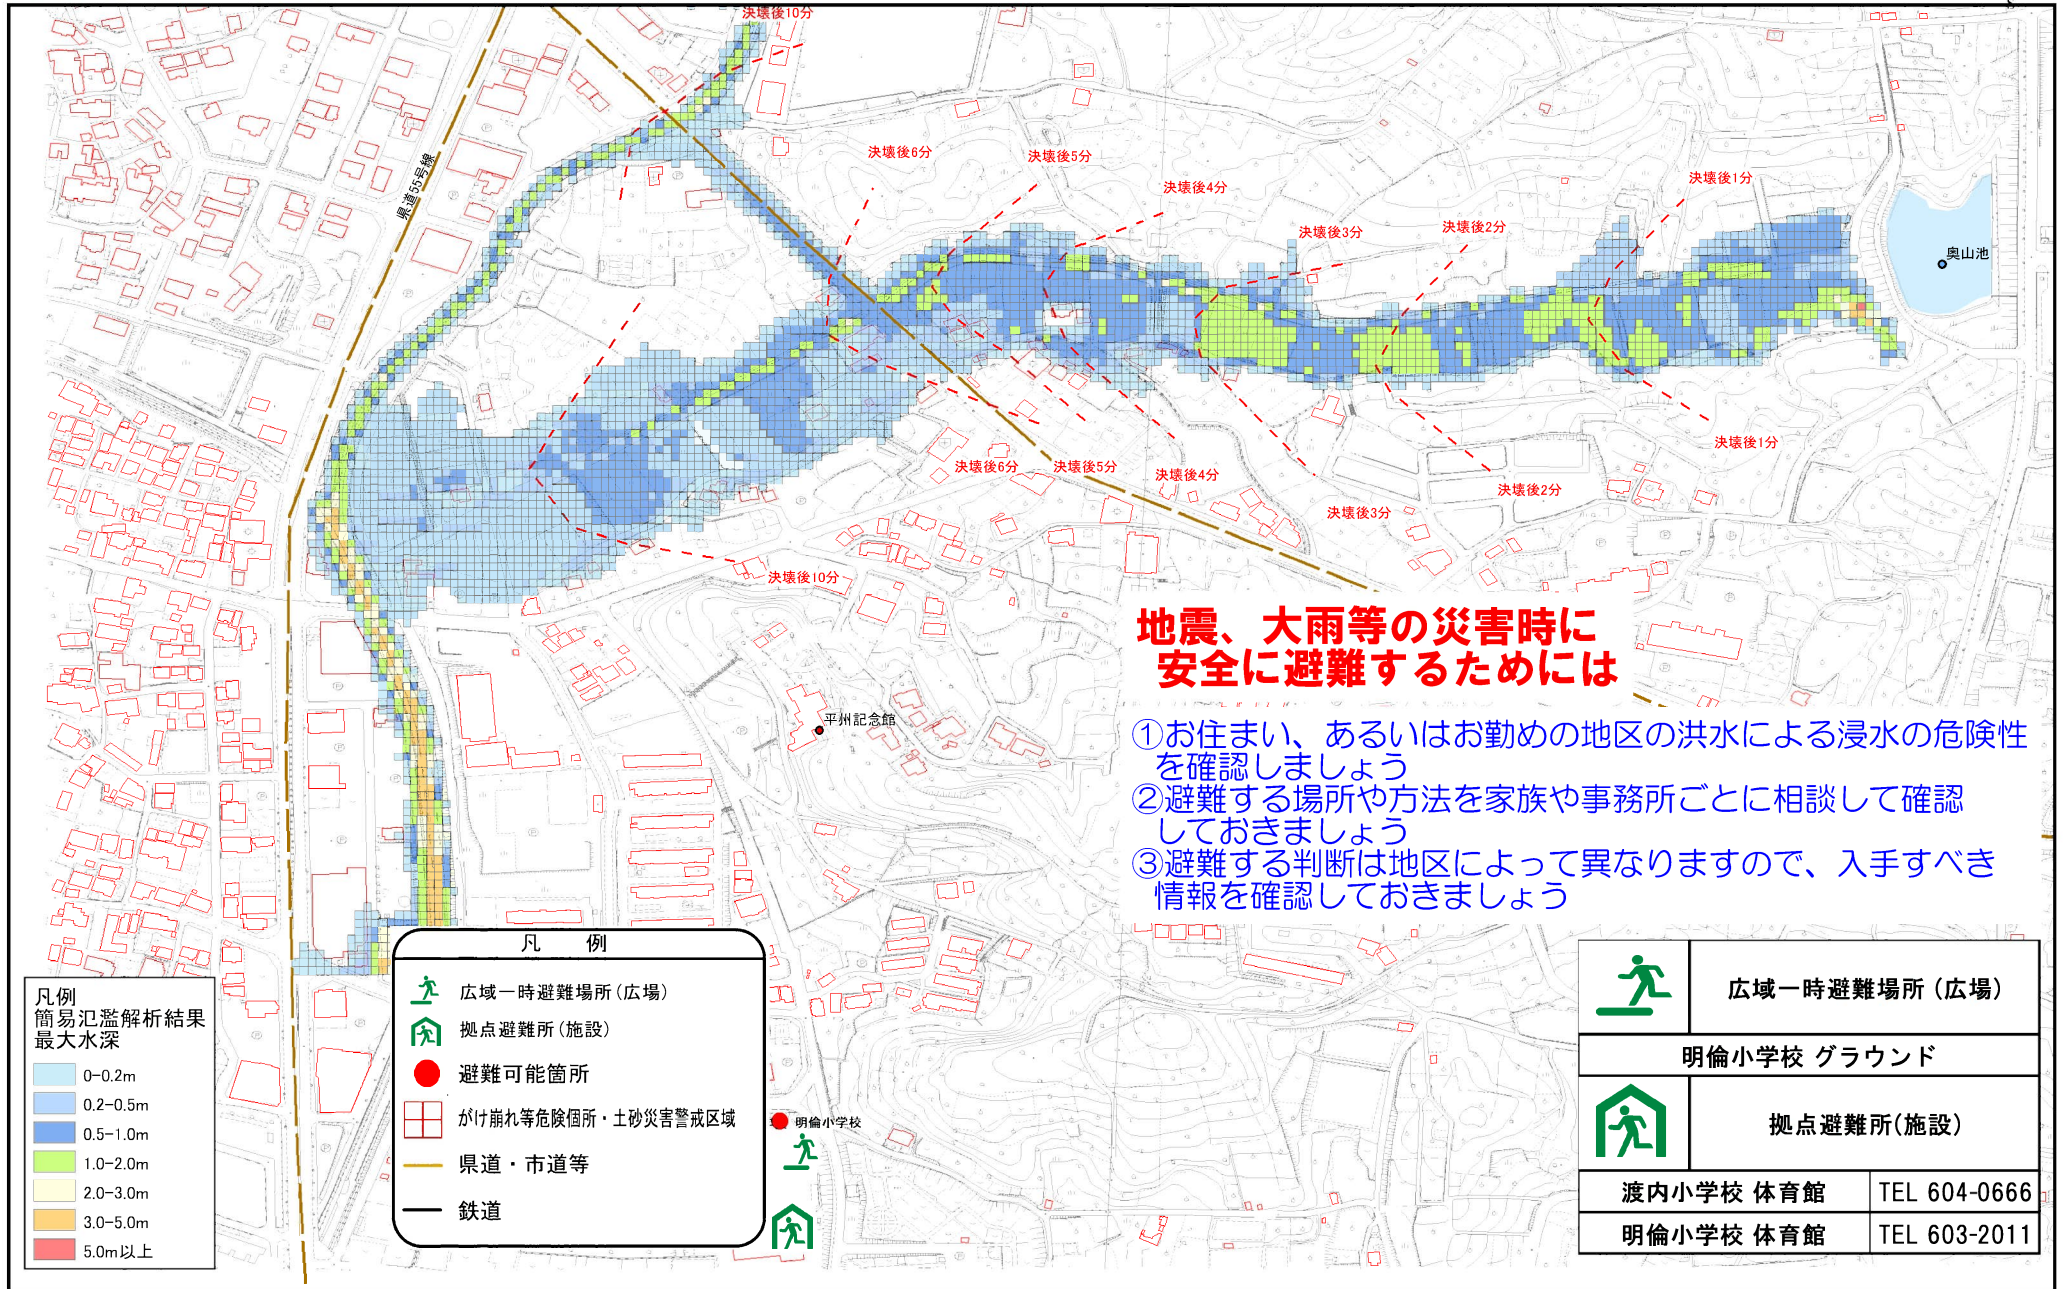 決壊後10分
県道55号線
決壊後6分
決壊後5分
決壊後4分
決壊後3分
決壊後2分
決壊後1分
奥山池
決壊後1分
決壊後2分
決壊後3分
決壊後4分
決壊後5分
決壊後6分
決壊後10分
平州記念館
地震、大雨等の災害時に
安全に避難するためには
①お住まい、あるいはお勤めの地区の洪水による浸水の危険性
を確認しましょう
②避難する場所や方法を家族や事務所ごとに相談して確認
しておきましょう
③避難する判断は地区によって異なりますので、入手すべき
情報を確認しておきましょう
凡例
簡易氾濫解析結果
最大水深
0-0.2m
0.2-0.5m
0.5-1.0m
1.0-2.0m
2.0-3.0m
3.0-5.0m
5.0m以上
凡 例
広域一時避難場所(広場)
拠点避難所(施設)
避難可能箇所
がけ崩れ等危険個所・土砂災害警戒区域
県道・市道等
鉄道
明倫小学校
広域一時避難場所(広場)
明倫小学校 グラウンド
拠点避難所(施設)
渡内小学校 体育館 TEL 604-0666
明倫小学校 体育館 TEL 603-2011